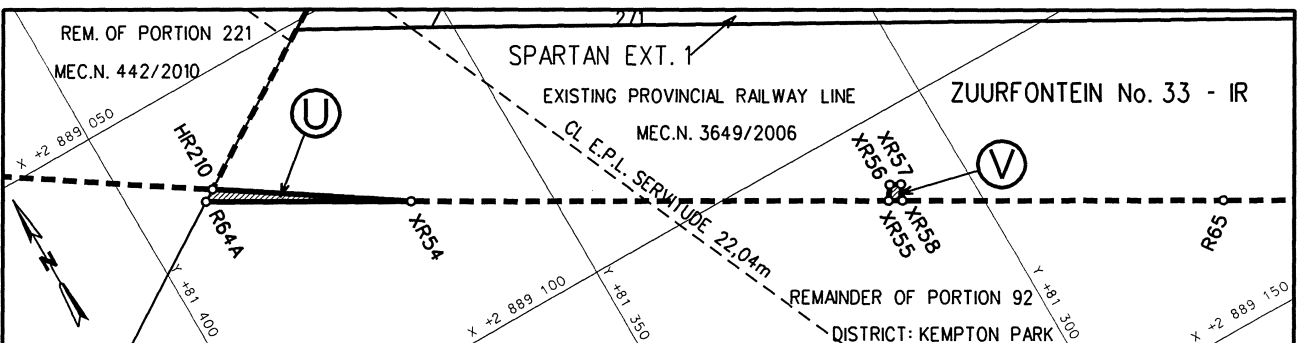 271
REM. OF PORTION 221
SPARTAN EXT. 1
MEC.N. 442/2010
EXISTING PROVINCIAL RAILWAY LINE
ZUURFONTEIN No. 33 - IR
U
MEC.N. 3649/2006
X +2 889 050
HR210
CL E.P.L. SERVITUDE 22,04m
XR56
XR57
V
R64A
XR54
XR55
XR58
R65
N
Y +81 400
X +2 889 100
Y +81 350
REMAINDER OF PORTION 92
Y +81 300
X +2 889 150
DISTRICT: KEMPTON PARK